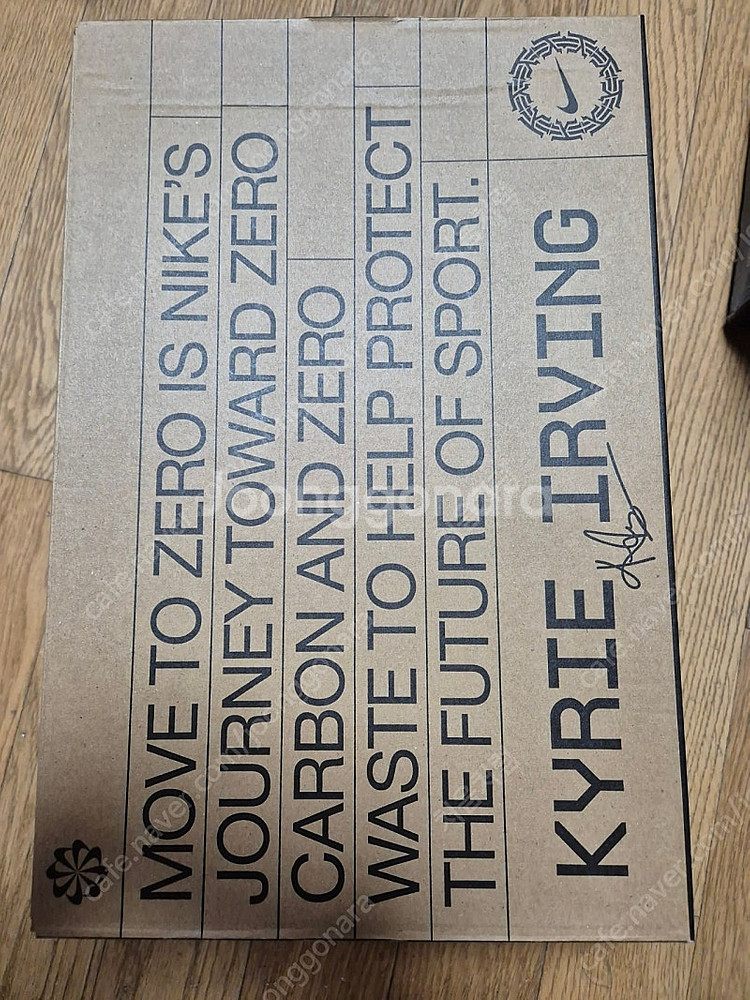 MOVE TO ZERO IS NIKE'S
JOURNEY TOWARD ZERO
CARBON AND ZERO
WASTE TO HELP PROTECT
THE FUTURE OF SPORT.
KYRIE IRVING
Joonggonara